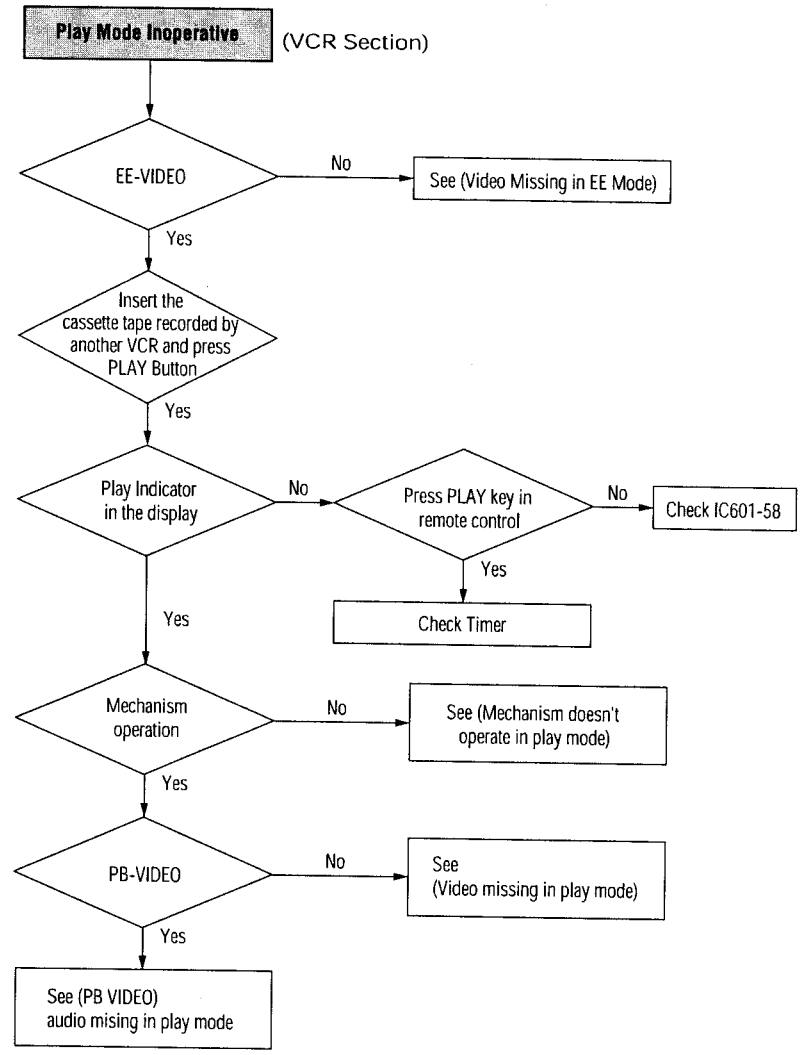 Play Mode Inoperative
(VCR Section)
EE-VIDEO
No
See (Video Missing in EE Mode)
Yes
Insert the
cassette tape recorded by
another VCR and press
PLAY Button
Yes
Play Indicator
in the display
No
Press PLAY key in
remote control
No
Check IC601-58
Yes
Check Timer
Yes
Mechanism
operation
No
See (Mechanism doesn't
operate in play mode)
Yes
PB-VIDEO
No
See
(Video missing in play mode)
Yes
See (PB VIDEO)
audio mising in play mode